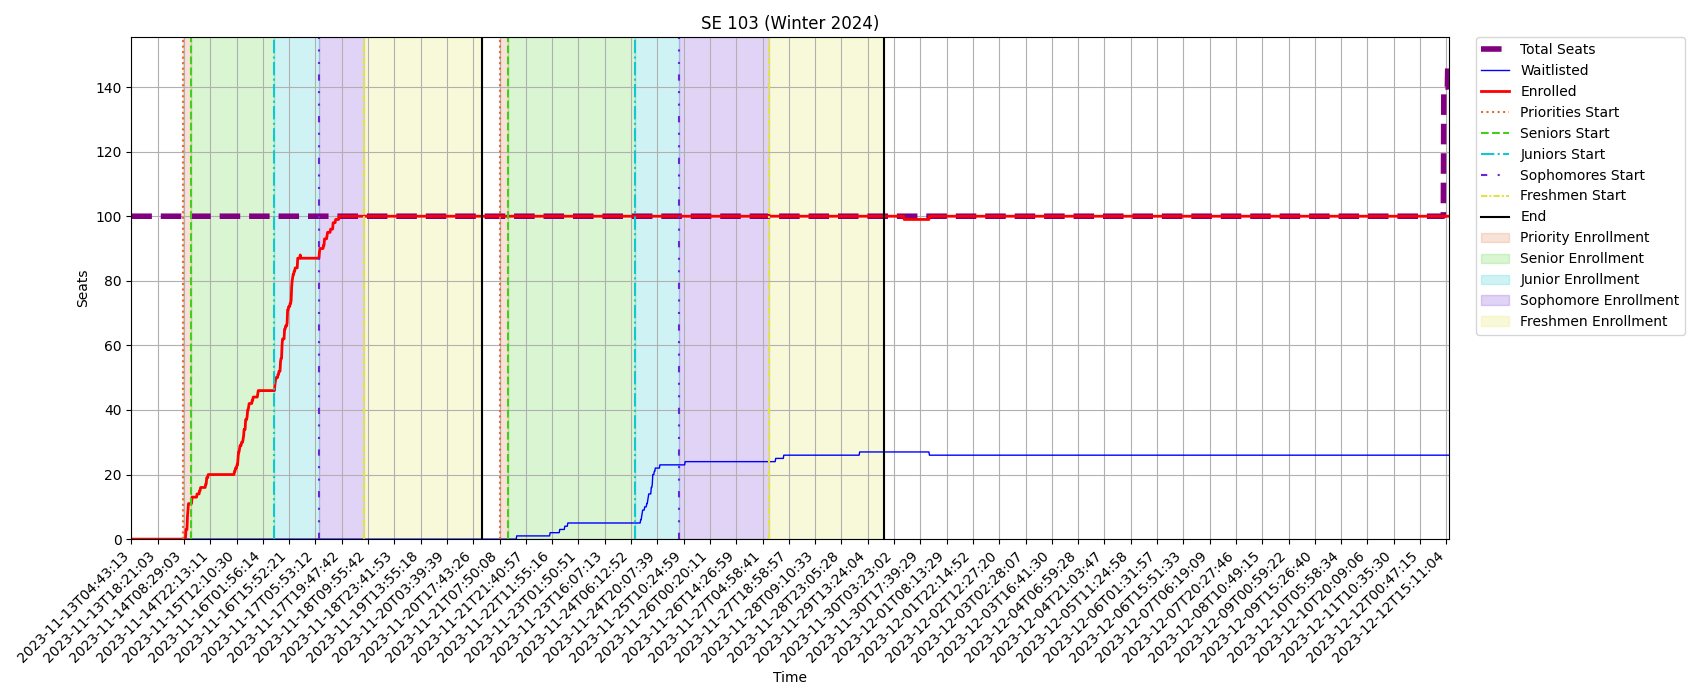 SE 103 (Winter 2024)
Seats
140
120
100
80
60
40
20
0
2023-11-13T04:43:13
2023-11-13T18:21:03
2023-11-14T08:29:03
2023-11-14T22:13:11
2023-11-15T12:10:30
2023-11-16T01:56:14
2023-11-16T16:52:21
2023-11-17T05:53:12
2023-11-17T19:47:42
2023-11-18T09:55:42
2023-11-18T23:41:53
2023-11-19T13:55:18
2023-11-20T03:39:39
2023-11-20T17:43:26
2023-11-21T07:50:08
2023-11-21T21:40:57
2023-11-22T11:55:16
2023-11-23T01:50:51
2023-11-23T16:07:13
2023-11-24T06:12:52
2023-11-24T20:07:39
2023-11-25T10:24:59
2023-11-26T00:20:11
2023-11-26T14:26:59
2023-11-27T04:58:41
2023-11-27T18:58:57
2023-11-28T09:10:33
2023-11-28T23:05:28
2023-11-29T13:24:04
2023-11-30T03:23:02
2023-11-30T17:39:29
2023-12-01T08:13:29
2023-12-01T22:14:52
2023-12-02T12:27:20
2023-12-03T02:28:07
2023-12-03T16:41:30
2023-12-04T06:59:28
2023-12-04T21:03:47
2023-12-05T11:24:58
2023-12-06T01:31:57
2023-12-06T15:51:33
2023-12-07T06:19:09
2023-12-07T20:27:46
2023-12-08T10:49:15
2023-12-09T00:59:22
2023-12-09T15:26:40
2023-12-10T05:58:34
2023-12-10T20:09:06
2023-12-11T10:35:30
2023-12-12T00:47:15
2023-12-12T15:11:04
Time
Total Seats
Waitlisted
Enrolled
Priorities Start
Seniors Start
Juniors Start
Sophomores Start
Freshmen Start
End
Priority Enrollment
Senior Enrollment
Junior Enrollment
Sophomore Enrollment
Freshmen Enrollment